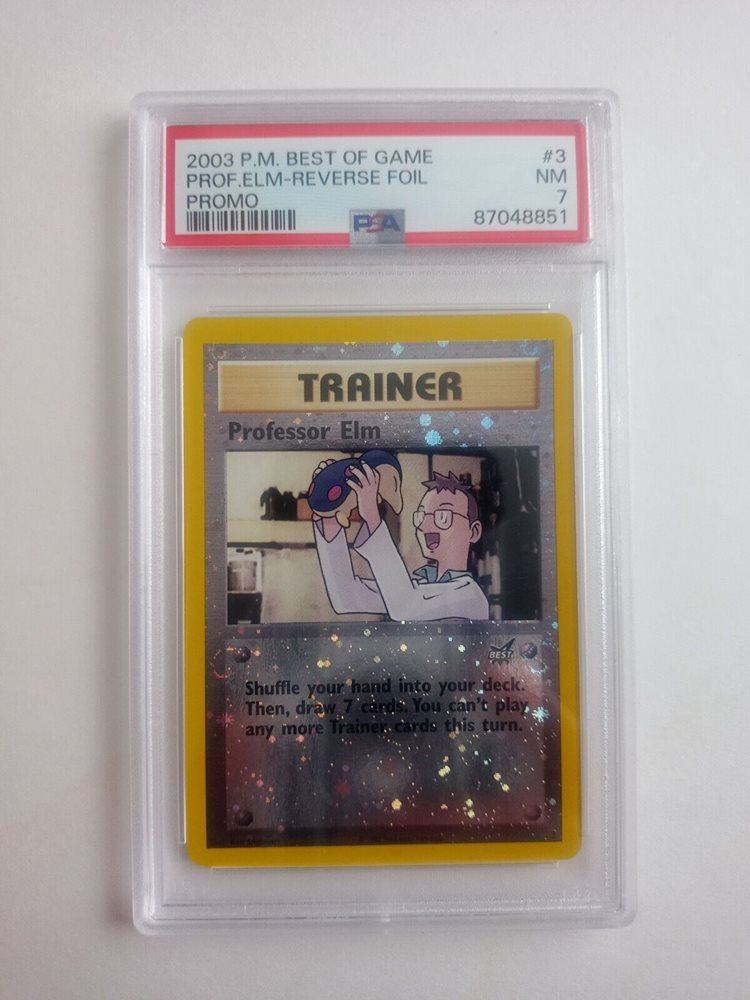 2003 P.M. BEST OF GAME #3
PROF.ELM-REVERSE FOIL NM
PROMO 7
PSA 87048851
TRAINER
Professor Elm
BEST
Shuffle your hand into your deck.
Then, draw 7 cards. You can't play
any more Trainer cards this turn.